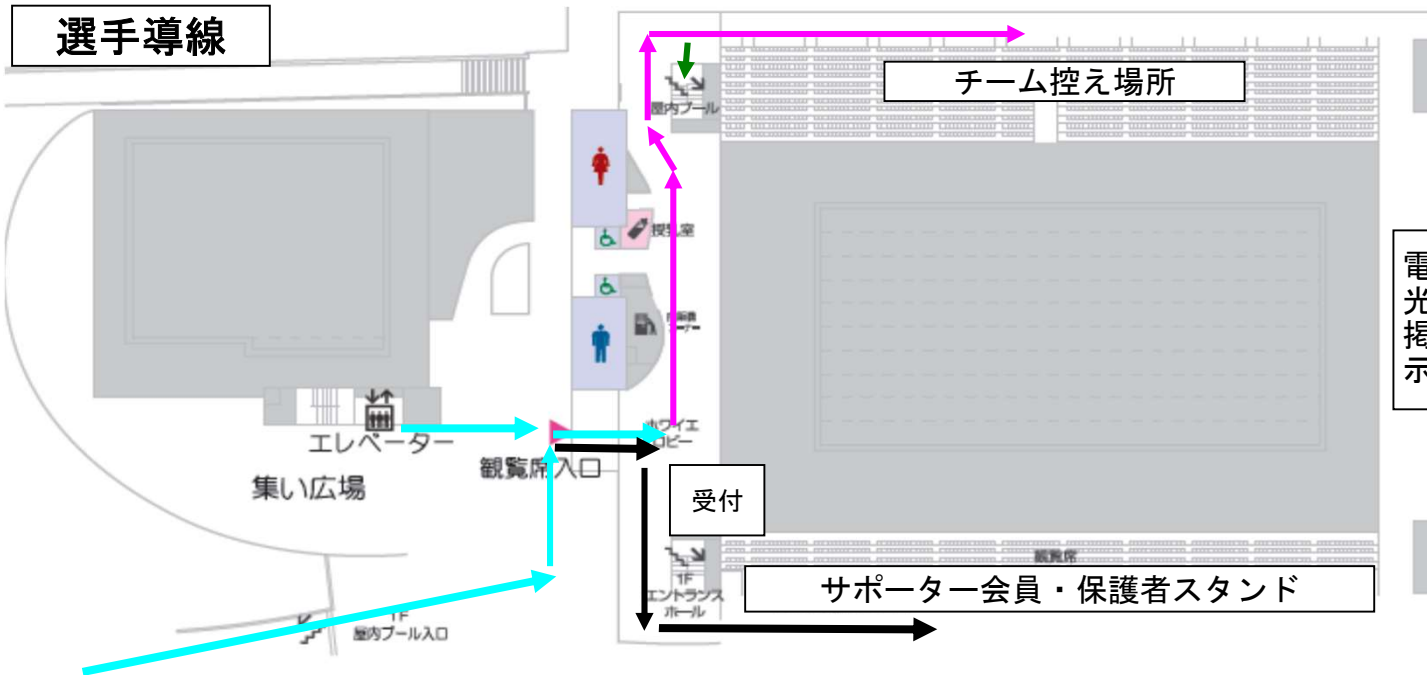 選手導線
チーム控え場所
屋内プール
授乳室
ホワイエ
ロビー
エレベーター
観覧席入口
集い広場
受付
電
光
掲
示
観覧席
1F
エントランス
ホール
サポーター会員・保護者スタンド
1F
屋内プール入口